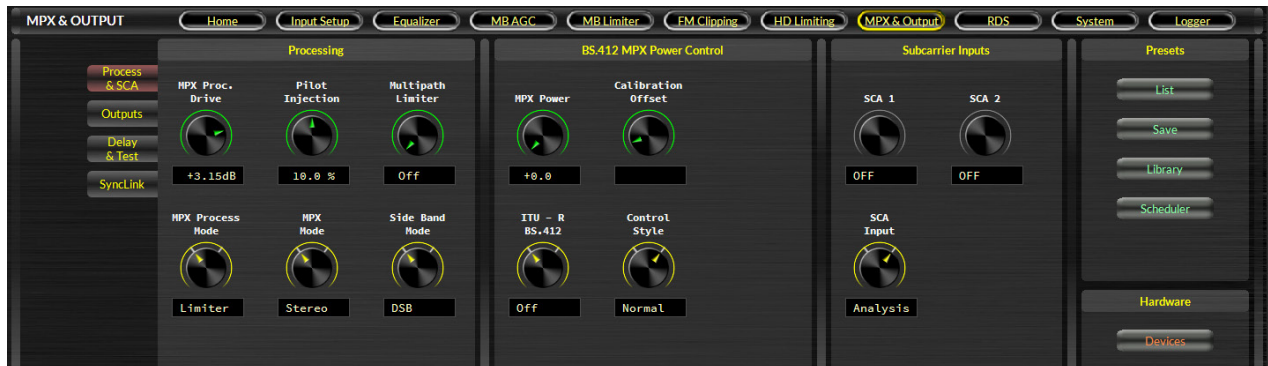 MPX & OUTPUT
Home
Input Setup
Equalizer
MB AGC
MB Limiter
FM Clipping
HD Limiting
MPX & Output
RDS
System
Logger
Process
& SCA
Outputs
Delay
& Test
SyncLink
Processing
MPX Proc.
Drive
+3.15dB
Pilot
Injection
10.0 %
Multipath
Limiter
Off
MPX Process
Mode
Limiter
MPX
Mode
Stereo
Side Band
Mode
DSB
BS.412 MPX Power Control
MPX Power
+0.0
Calibration
Offset
ITU - R
BS.412
Off
Control
Style
Normal
Subcarrier Inputs
SCA 1
OFF
SCA 2
OFF
SCA
Input
Analysis
Presets
List
Save
Library
Scheduler
Hardware
Devices